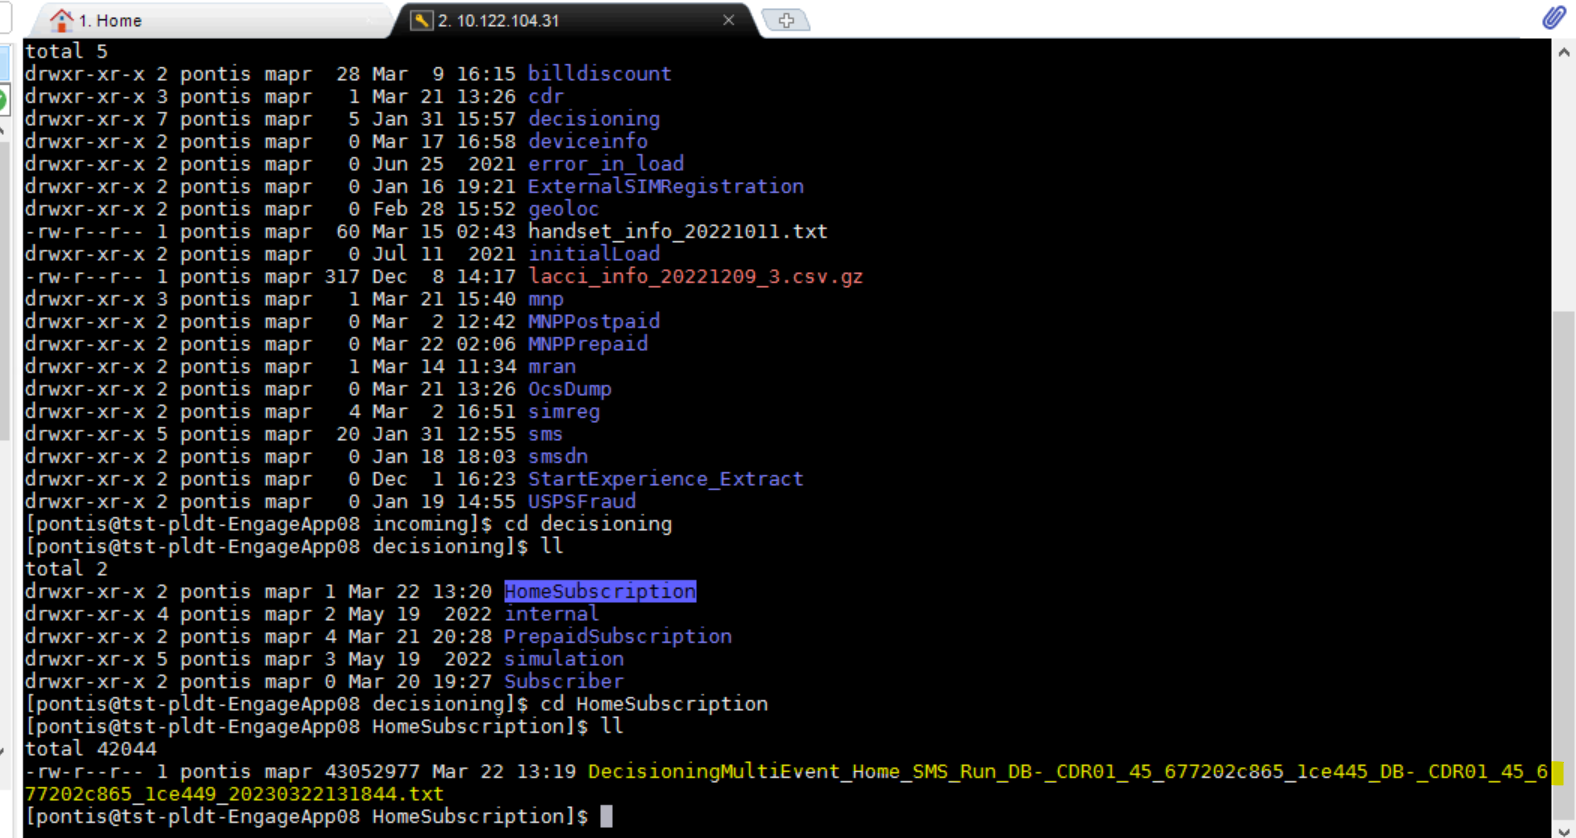 1. Home
2. 10.122.104.31
total 5
drwxr-xr-x 2 pontis mapr  28 Mar  9 16:15 billdiscount
drwxr-xr-x 3 pontis mapr   1 Mar 21 13:26 cdr
drwxr-xr-x 7 pontis mapr   5 Jan 31 15:57 decisioning
drwxr-xr-x 2 pontis mapr   0 Mar 17 16:58 deviceinfo
drwxr-xr-x 2 pontis mapr   0 Jun 25  2021 error_in_load
drwxr-xr-x 2 pontis mapr   0 Jan 16 19:21 ExternalSIMRegistration
drwxr-xr-x 2 pontis mapr   0 Feb 28 15:52 geoloc
-rw-r--r-- 1 pontis mapr  60 Mar 15 02:43 handset_info_20221011.txt
drwxr-xr-x 2 pontis mapr   0 Jul 11  2021 initialLoad
-rw-r--r-- 1 pontis mapr 317 Dec  8 14:17 lacci_info_20221209_3.csv.gz
drwxr-xr-x 3 pontis mapr   1 Mar 21 15:40 mnp
drwxr-xr-x 2 pontis mapr   0 Mar  2 12:42 MNPPostpaid
drwxr-xr-x 2 pontis mapr   0 Mar 22 02:06 MNPPrepaid
drwxr-xr-x 2 pontis mapr   1 Mar 14 11:34 mran
drwxr-xr-x 2 pontis mapr   0 Mar 21 13:26 OcsDump
drwxr-xr-x 2 pontis mapr   4 Mar  2 16:51 simreg
drwxr-xr-x 5 pontis mapr  20 Jan 31 12:55 sms
drwxr-xr-x 2 pontis mapr   0 Jan 18 18:03 smsdn
drwxr-xr-x 2 pontis mapr   0 Dec  1 16:23 StartExperience_Extract
drwxr-xr-x 2 pontis mapr   0 Jan 19 14:55 USPSFraud
[pontis@tst-pldt-EngageApp08 incoming]$ cd decisioning
[pontis@tst-pldt-EngageApp08 decisioning]$ ll
total 2
drwxr-xr-x 2 pontis mapr 1 Mar 22 13:20 HomeSubscription
drwxr-xr-x 4 pontis mapr 2 May 19  2022 internal
drwxr-xr-x 2 pontis mapr 4 Mar 21 20:28 PrepaidSubscription
drwxr-xr-x 5 pontis mapr 3 May 19  2022 simulation
drwxr-xr-x 2 pontis mapr 0 Mar 20 19:27 Subscriber
[pontis@tst-pldt-EngageApp08 decisioning]$ cd HomeSubscription
[pontis@tst-pldt-EngageApp08 HomeSubscription]$ ll
total 42044
-rw-r--r-- 1 pontis mapr 43052977 Mar 22 13:19 DecisioningMultiEvent_Home_SMS_Run_DB-_CDR01_45_677202c865_1ce445_DB-_CDR01_45_6
77202c865_1ce449_20230322131844.txt
[pontis@tst-pldt-EngageApp08 HomeSubscription]$